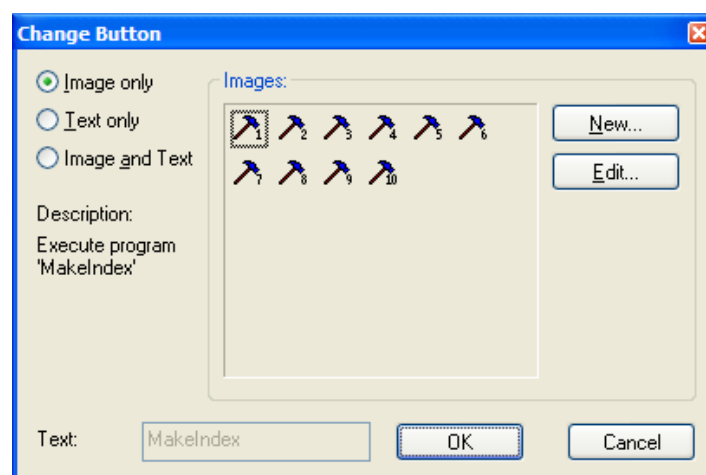 Change Button
Image only
Text only
Image and Text
Description:
Execute program
'MakeIndex'
Images:
1 2 3 4 5 6
7 8 9 10
New...
Edit...
Text: MakeIndex OK Cancel